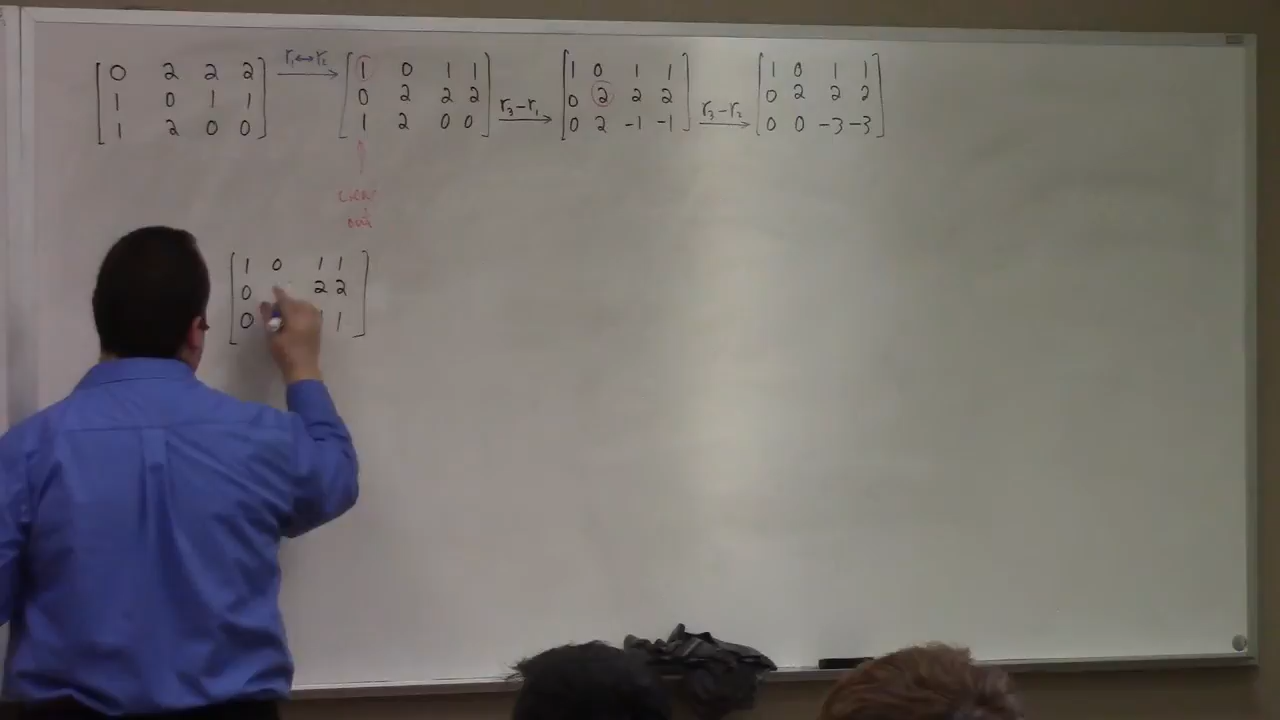 0 2 2 2 r₁↔r₂ 1 0 1 1 1 0 1 1 1 0 1 1
1 0 1 1 0 2 2 2 r₃-r₁ 0 2 2 2 r₃-r₂ 0 2 2 2
1 2 0 0 1 2 0 0 0 2 -1 -1 0 0 -3 -3
1 0 1 1
0 2 2
0 1